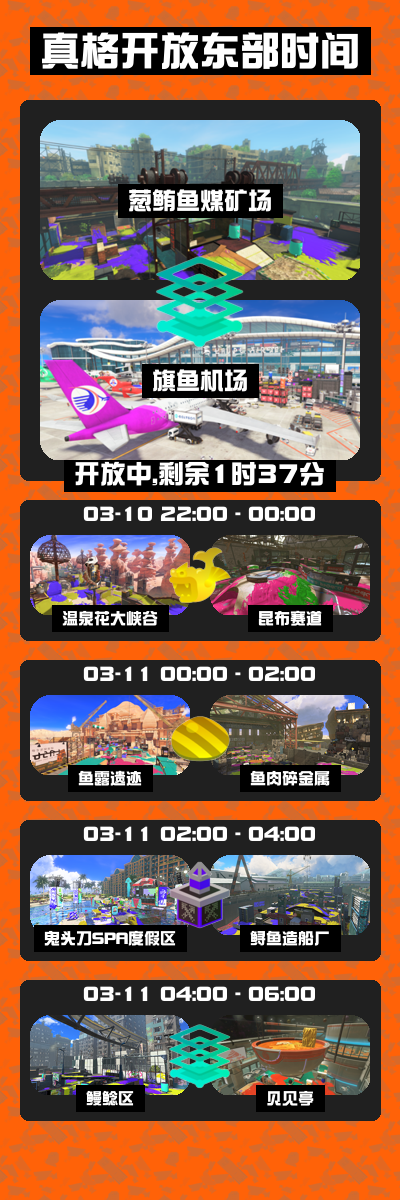 真格开放东部时间
葱鲔鱼煤矿场
旗鱼机场
开放中,剩余1时37分
03-10 22:00 - 00:00
温泉花大峡谷
昆布赛道
03-11 00:00 - 02:00
鱼露遗迹
鱼肉碎金属
03-11 02:00 - 04:00
鬼头刀SPA度假区
鲟鱼造船厂
03-11 04:00 - 06:00
鳗鲶区
贝贝亭